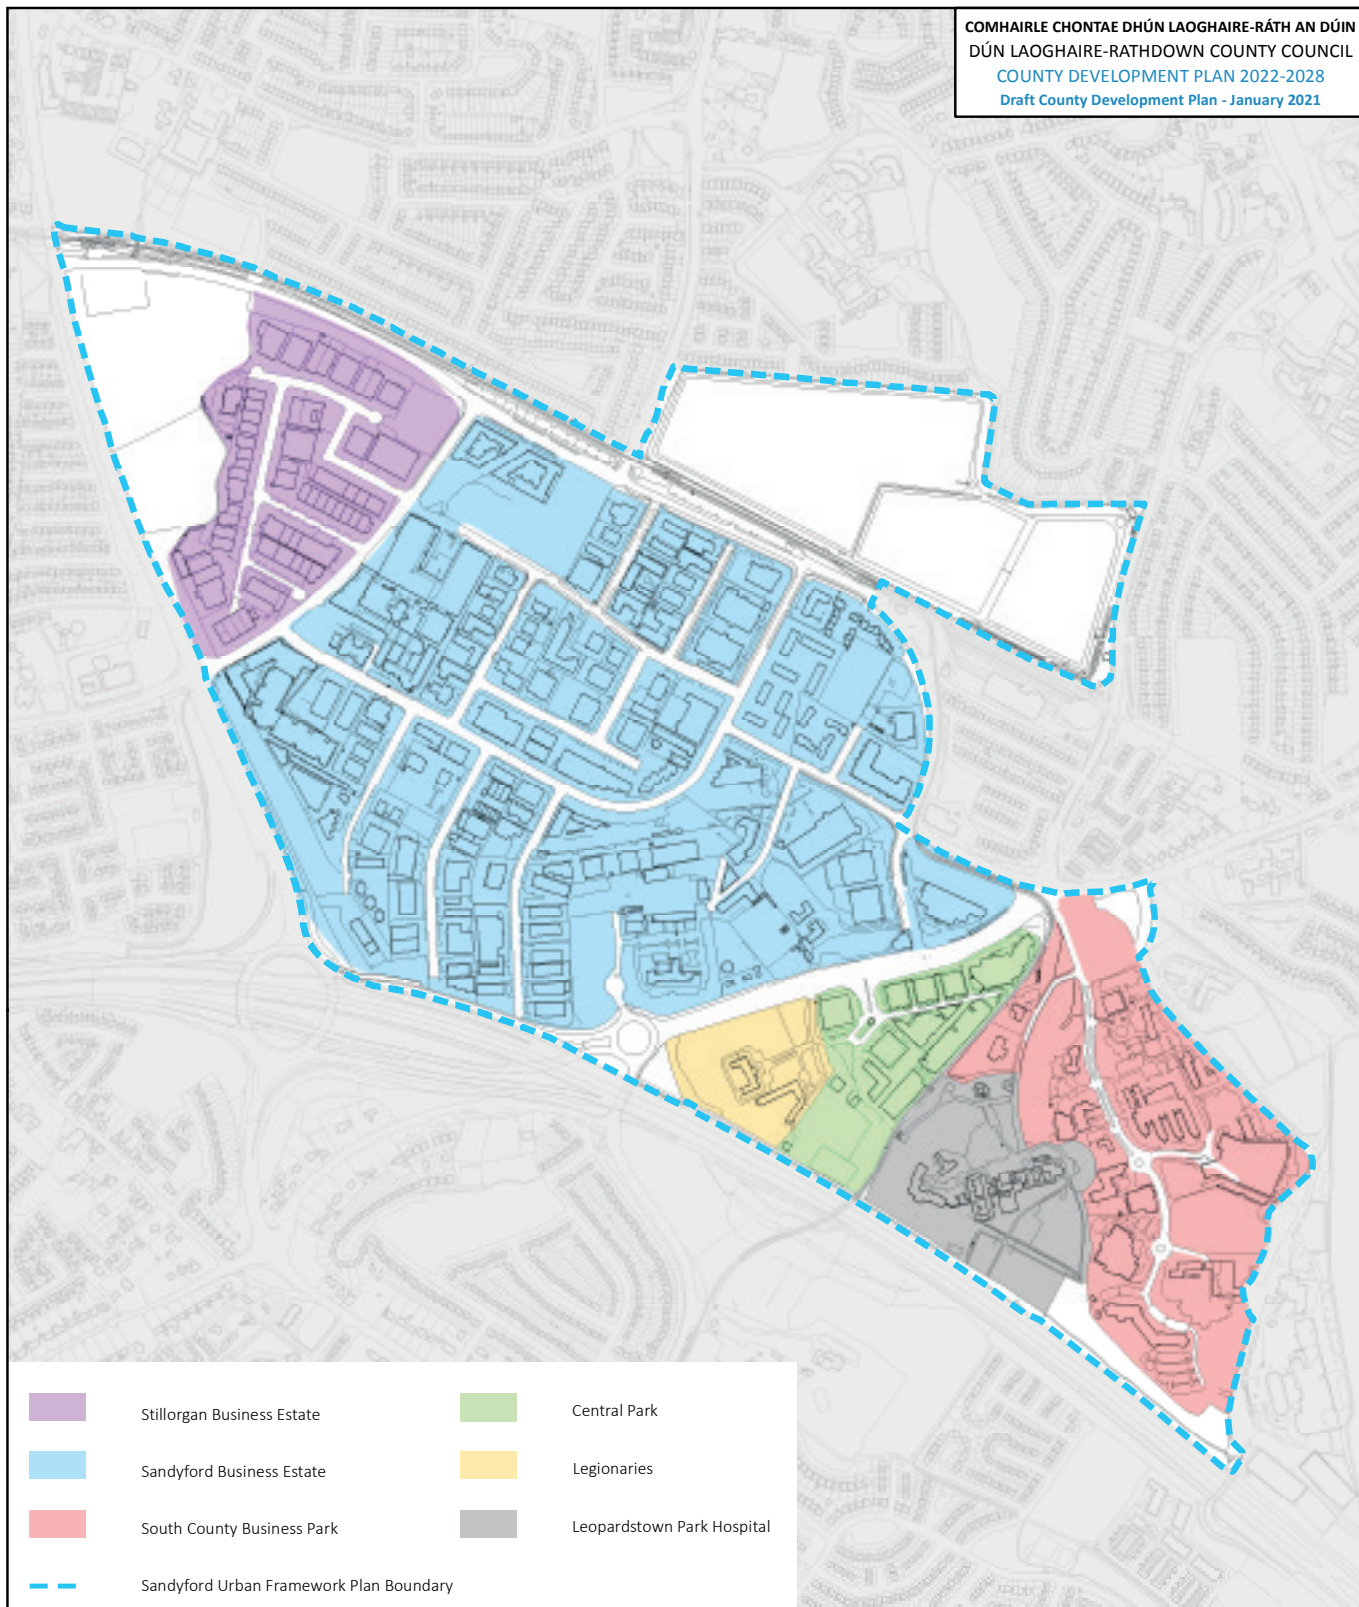 COMHAIRLE CHONTAE DHÚN LAOGHAIRE-RÁTH AN DÚIN
DÚN LAOGHAIRE-RATHDOWN COUNTY COUNCIL
COUNTY DEVELOPMENT PLAN 2022-2028
Draft County Development Plan - January 2021
Stillorgan Business Estate
Sandyford Business Estate
South County Business Park
Sandyford Urban Framework Plan Boundary
Central Park
Legionaries
Leopardstown Park Hospital